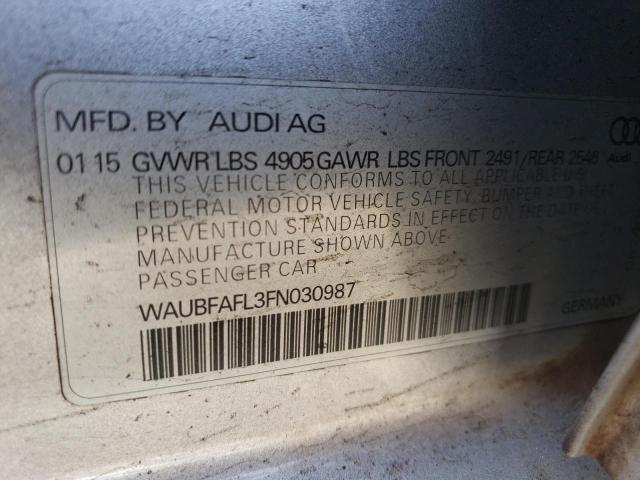 MFD. BY AUDI AG
01 15 GVWR LBS 4905 GAWR LBS FRONT 2491/REAR 2546
THIS VEHICLE CONFORMS TO ALL APPLICABLE U.S.
FEDERAL MOTOR VEHICLE SAFETY, BUMPER AND THEFT
PREVENTION STANDARDS IN EFFECT ON THE DATE OF
MANUFACTURE SHOWN ABOVE.
PASSENGER CAR
WAUBFAFL3FN030987
GERMANY
Audi